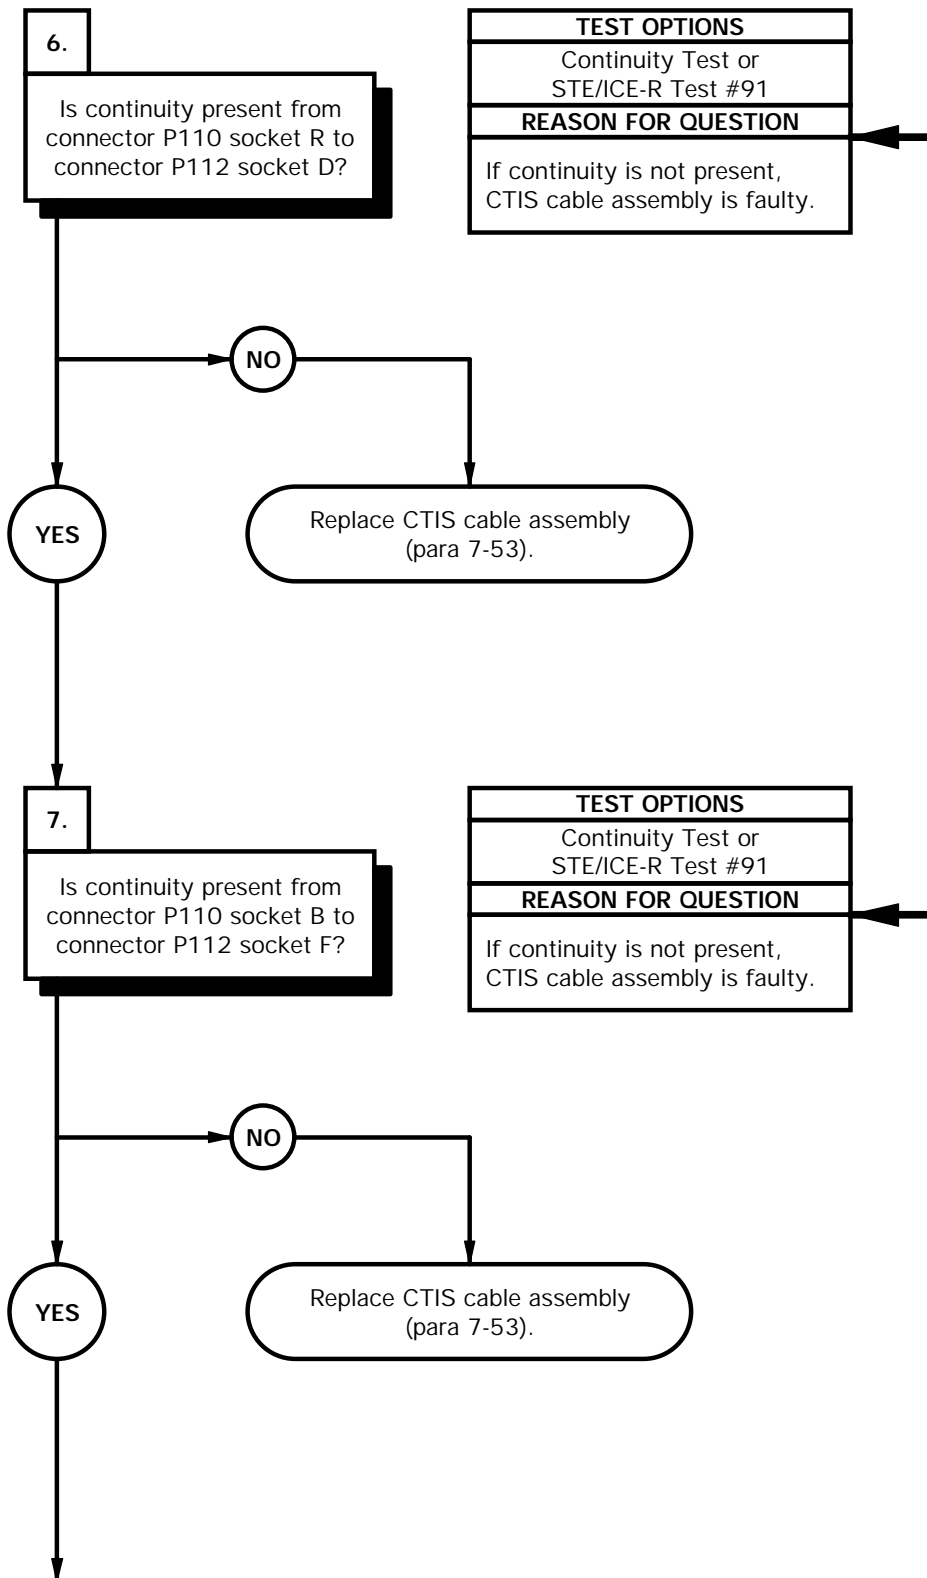 6.
Is continuity present from
connector P110 socket R to
connector P112 socket D?
TEST OPTIONS
Continuity Test or
STE/ICE-R Test #91
REASON FOR QUESTION
If continuity is not present,
CTIS cable assembly is faulty.
NO
YES
Replace CTIS cable assembly
(para 7-53).
7.
Is continuity present from
connector P110 socket B to
connector P112 socket F?
TEST OPTIONS
Continuity Test or
STE/ICE-R Test #91
REASON FOR QUESTION
If continuity is not present,
CTIS cable assembly is faulty.
NO
YES
Replace CTIS cable assembly
(para 7-53).